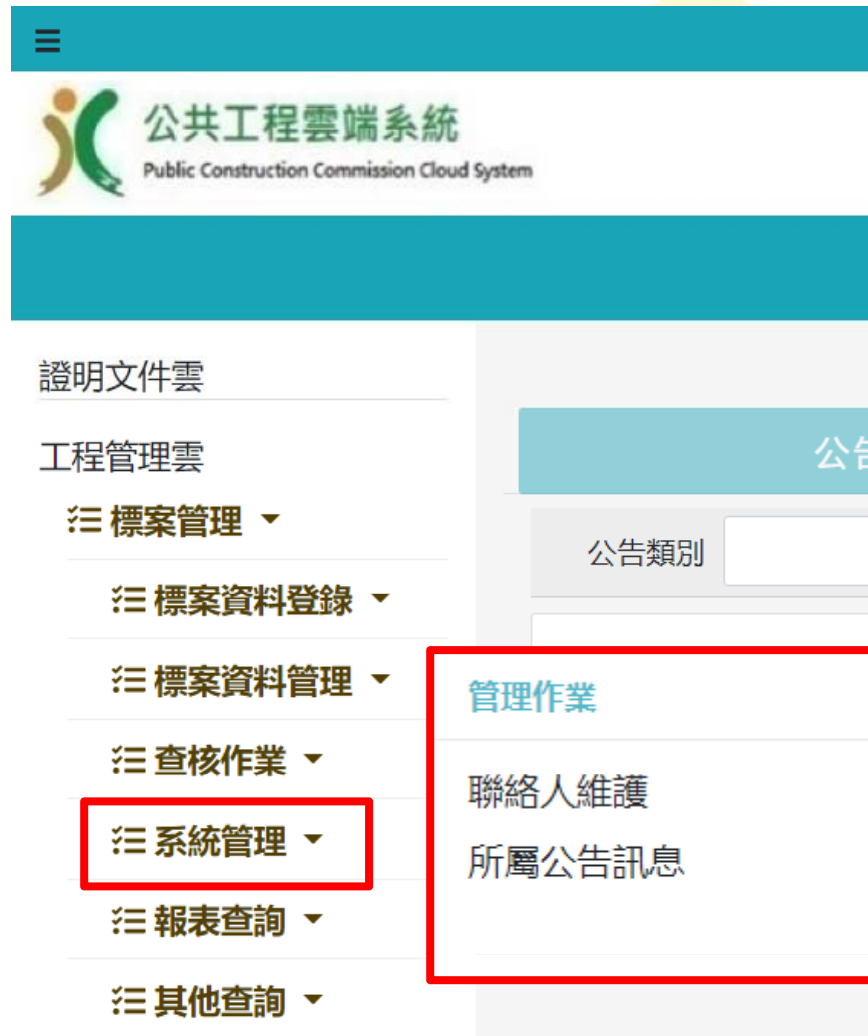 公共工程雲端系統
Public Construction Commission Cloud System
證明文件雲
工程管理雲
標案管理
標案資料登錄
標案資料管理
查核作業
系統管理
報表查詢
其他查詢
公告
公告類別
管理作業
聯絡人維護
所屬公告訊息